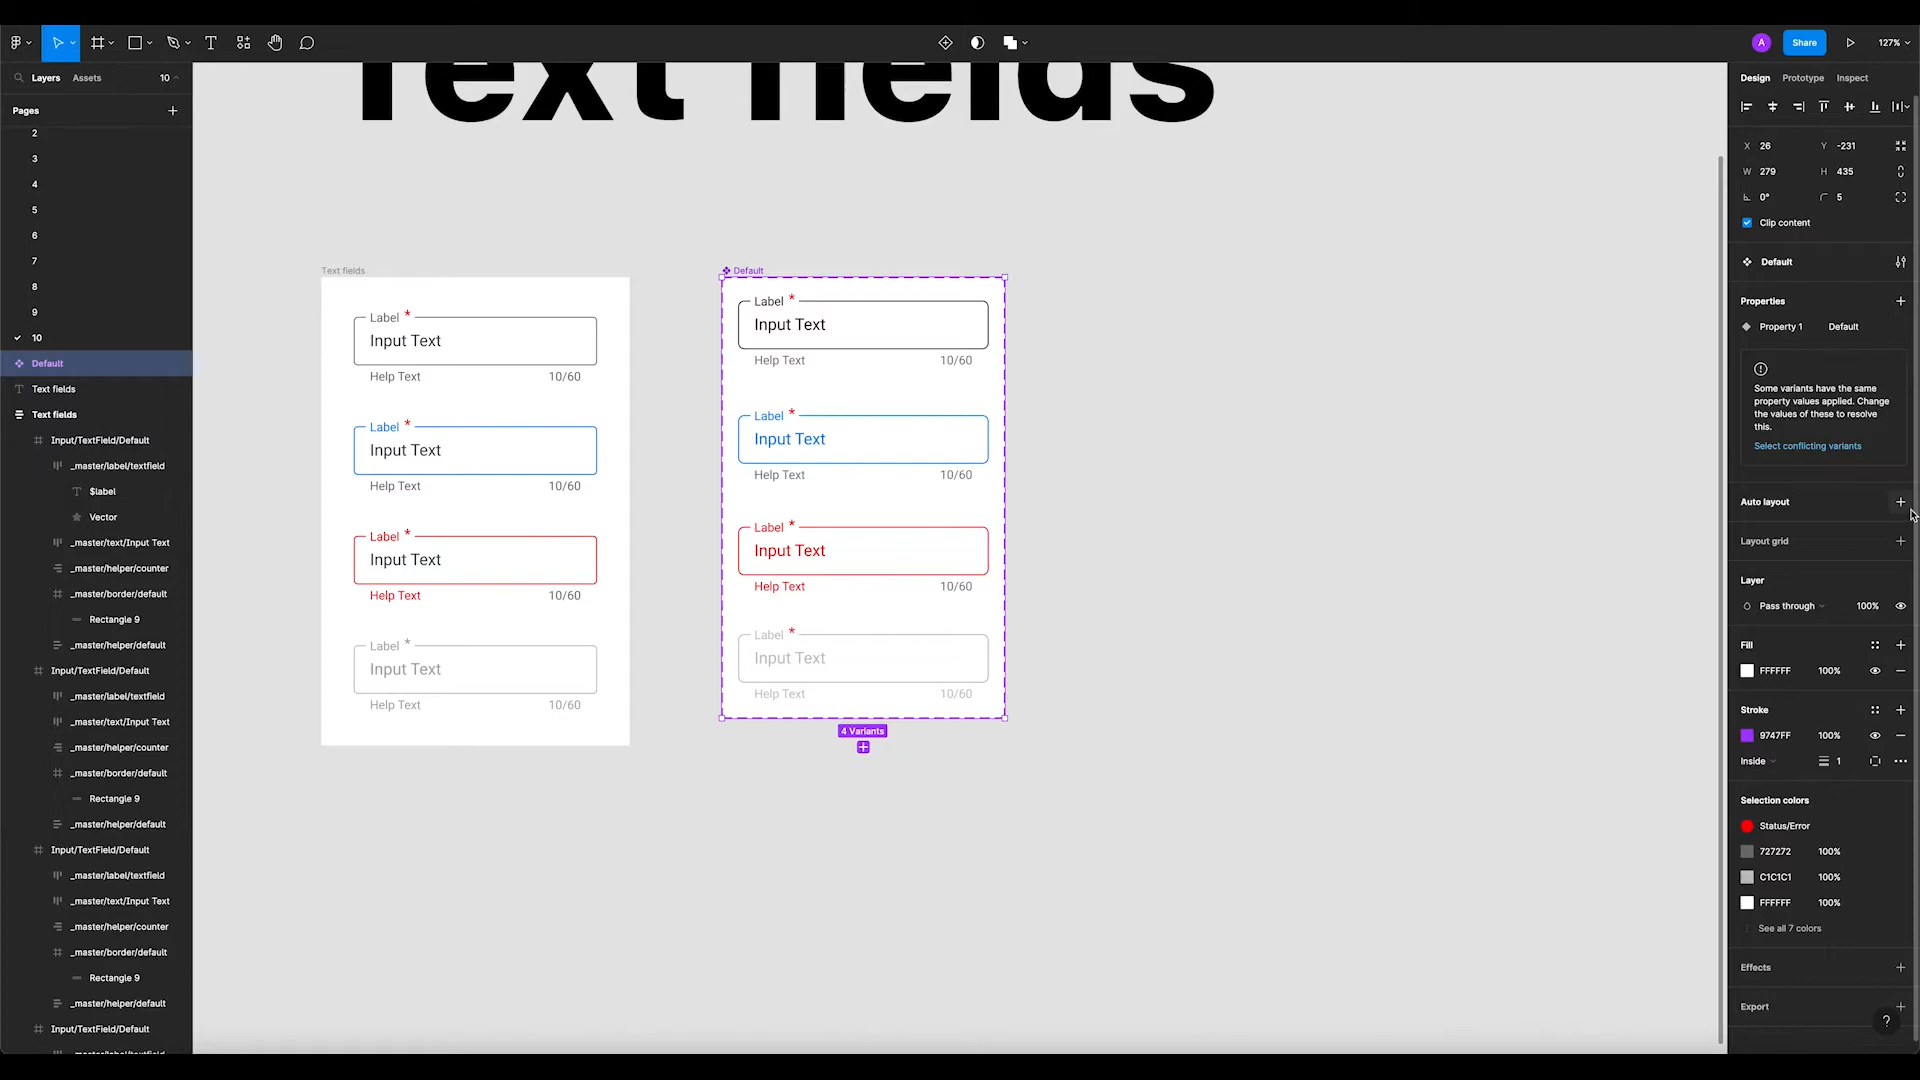 A
Share
127%
Layers
Assets
10
Pages
2
3
4
5
6
7
8
9
10
Default
Text fields
Text fields
Input/TextField/Default
_master/label/textfield
$label
Vector
_master/text/Input Text
_master/helper/counter
_master/border/default
Rectangle 9
_master/helper/default
Input/TextField/Default
_master/label/textfield
_master/text/Input Text
_master/helper/counter
_master/border/default
Rectangle 9
_master/helper/default
Input/TextField/Default
_master/label/textfield
_master/text/Input Text
_master/helper/counter
_master/border/default
Rectangle 9
_master/helper/default
Input/TextField/Default
_master/label/textfield
Text fields
Text fields
Label *
Input Text
Help Text 10/60
Label *
Input Text
Help Text 10/60
Label *
Input Text
Help Text 10/60
Label *
Input Text
Help Text 10/60
Default
Label *
Input Text
Help Text 10/60
Label *
Input Text
Help Text 10/60
Label *
Input Text
Help Text 10/60
Label *
Input Text
Help Text 10/60
4 Variants
Design Prototype Inspect
X 26 Y -231
W 279 H 435
0° 5
Clip content
Default
Properties
Property 1 Default
Some variants have the same
property values applied. Change
the values of these to resolve
this.
Select conflicting variants
Auto layout
Layout grid
Layer
Pass through 100%
Fill
FFFFFF 100%
Stroke
9747FF 100%
Inside 1
Selection colors
Status/Error
727272 100%
C1C1C1 100%
FFFFFF 100%
See all 7 colors
Effects
Export
?